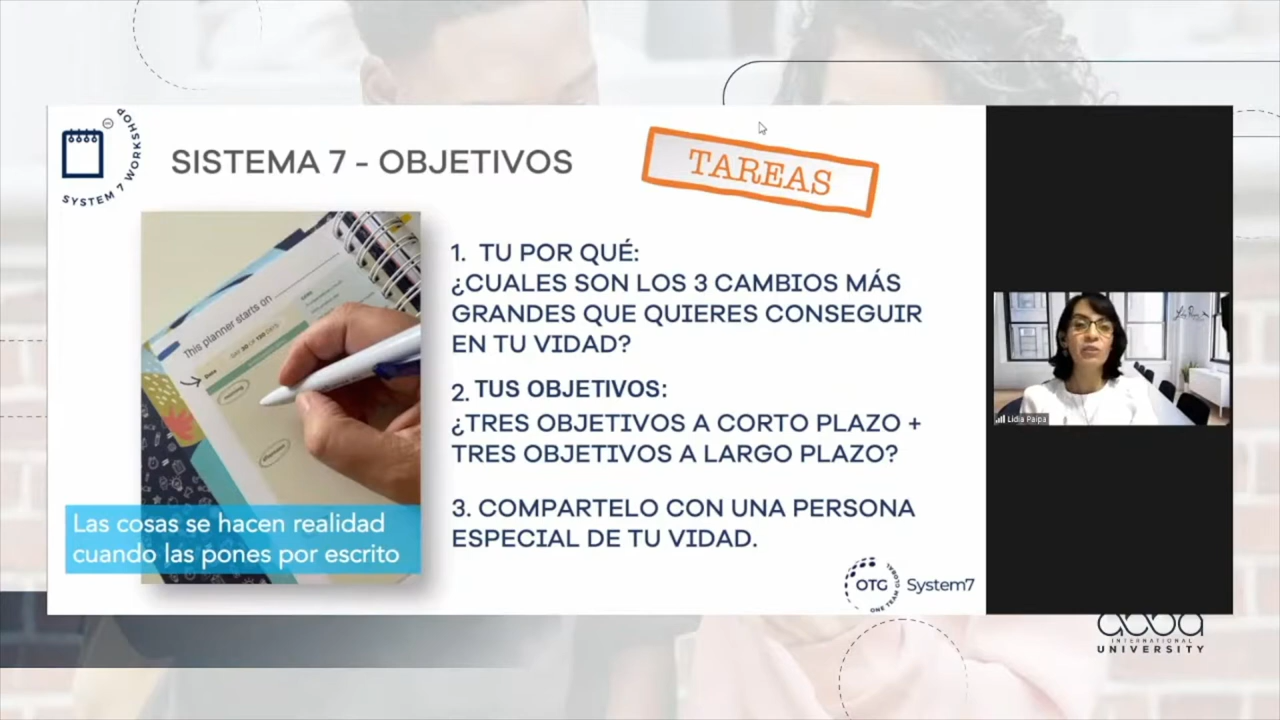 SYSTEM 7 WORKSHOP
SISTEMA 7 - OBJETIVOS
TAREAS
This planner starts on
1. TU POR QUÉ:
¿CUALES SON LOS 3 CAMBIOS MÁS
GRANDES QUE QUIERES CONSEGUIR
EN TU VIDAD?
2. TUS OBJETIVOS:
¿TRES OBJETIVOS A CORTO PLAZO +
TRES OBJETIVOS A LARGO PLAZO?
3. COMPARTELO CON UNA PERSONA
ESPECIAL DE TU VIDAD.
Las cosas se hacen realidad
cuando las pones por escrito
OTG
ONE TEAM GLOBAL
System7
Lidia Paipa
INTERNATIONAL
UNIVERSITY